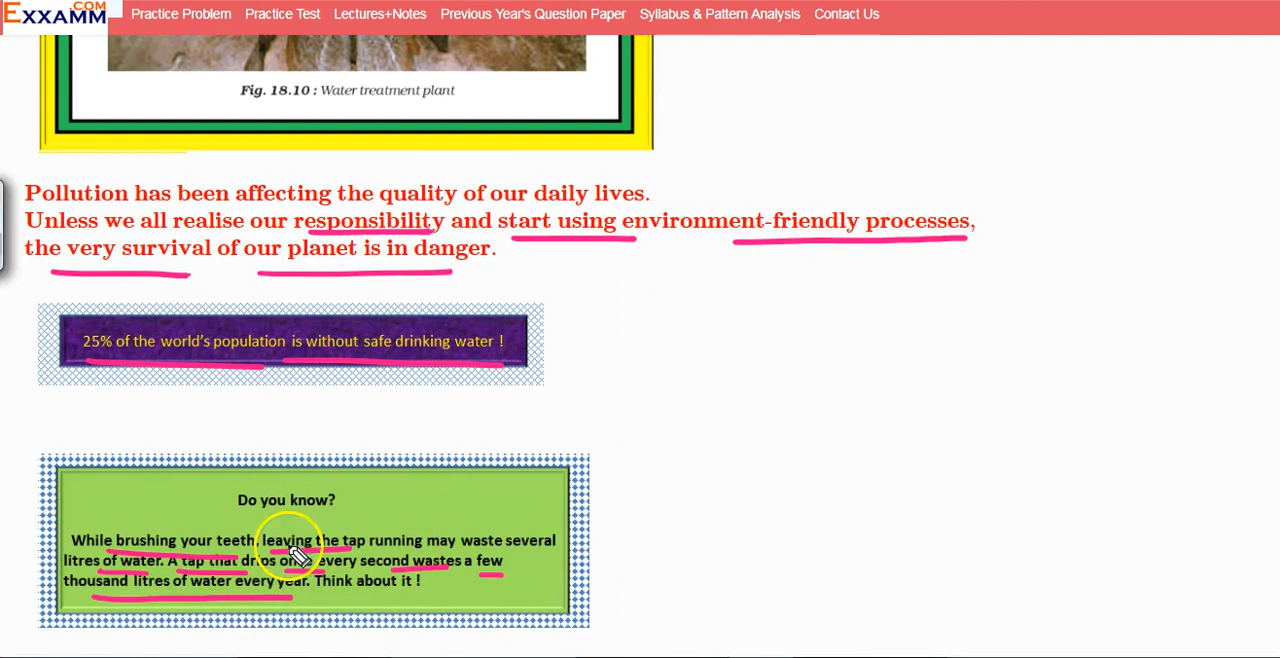 EXXAMM .COM
Practice Problem Practice Test Lectures+Notes Previous Year's Question Paper Syllabus & Pattern Analysis Contact Us
Fig. 18.10 : Water treatment plant
Pollution has been affecting the quality of our daily lives.
Unless we all realise our responsibility and start using environment-friendly processes,
the very survival of our planet is in danger.
25% of the world's population is without safe drinking water !
Do you know?
While brushing your teeth, leaving the tap running may waste several
litres of water. A tap that drips once every second wastes a few
thousand litres of water every year. Think about it !